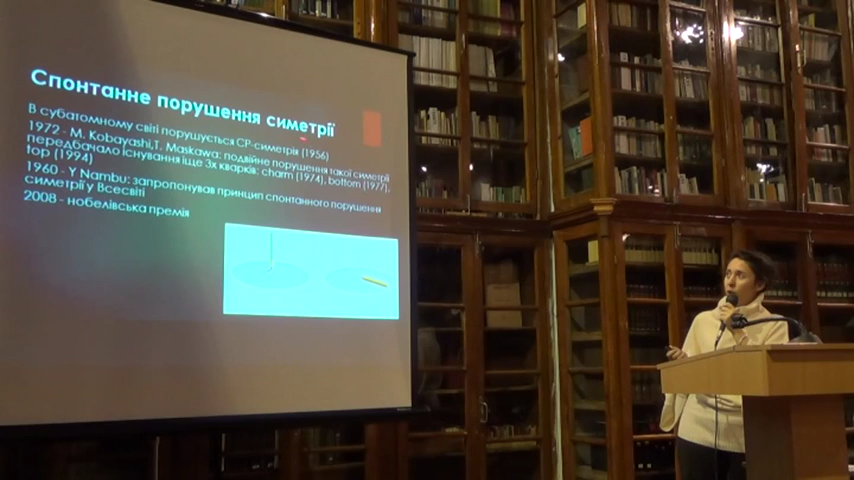 Спонтанне порушення симетрії
В субатомному світі порушується CP-симетрія (1956)
1972 - M. Kobayashi,T. Maskawa: подвійне порушення такої симетрії
передбачало існування іще 3х кварків: charm (1974), bottom (1977),
top (1994)
1960 - Y Nambu: запропонував принцип спонтанного порушення
симетрії у Всесвіті
2008 - нобелівська премія